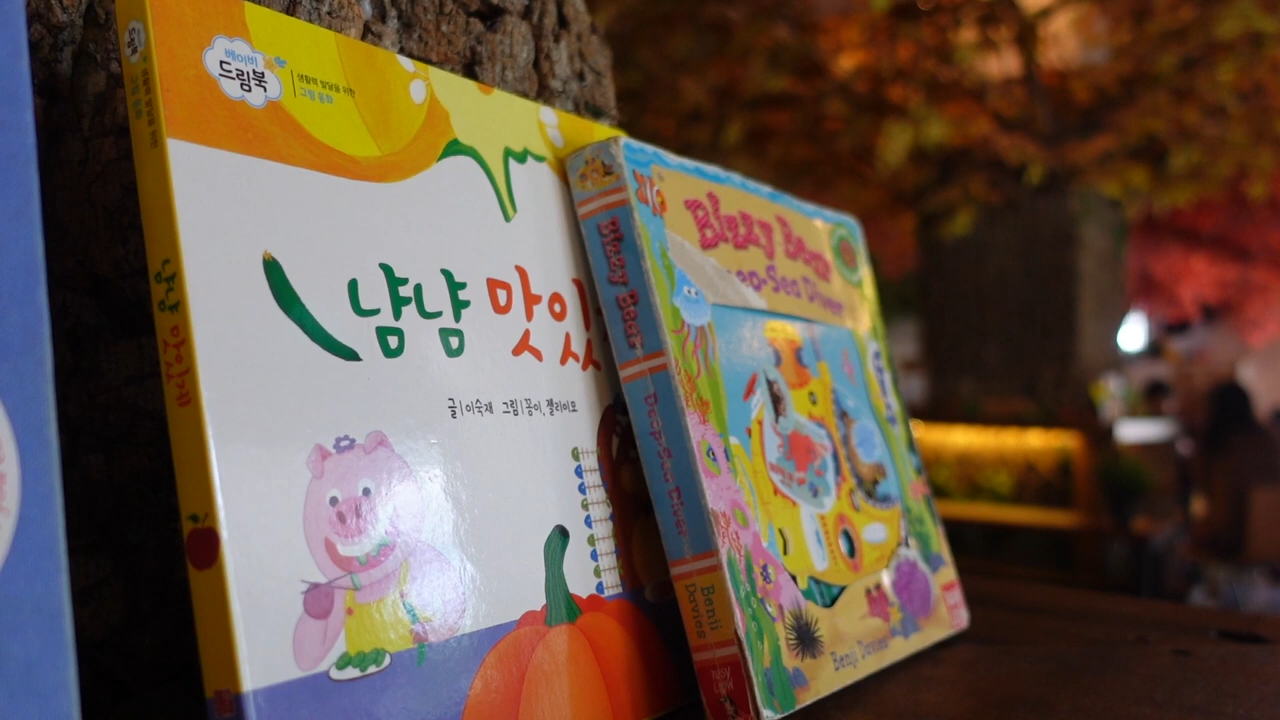 베이비
드림북
생활력 발달을 위한
그림 동화
냠냠 맛있
글|이숙재 그림|꽁이, 젤리이모
냠냠 맛있게
Bizzy Bear
Deep-Sea Diver
Benji
Davies
Bizzy Bear
Deep-Sea Diver
Benji Davies